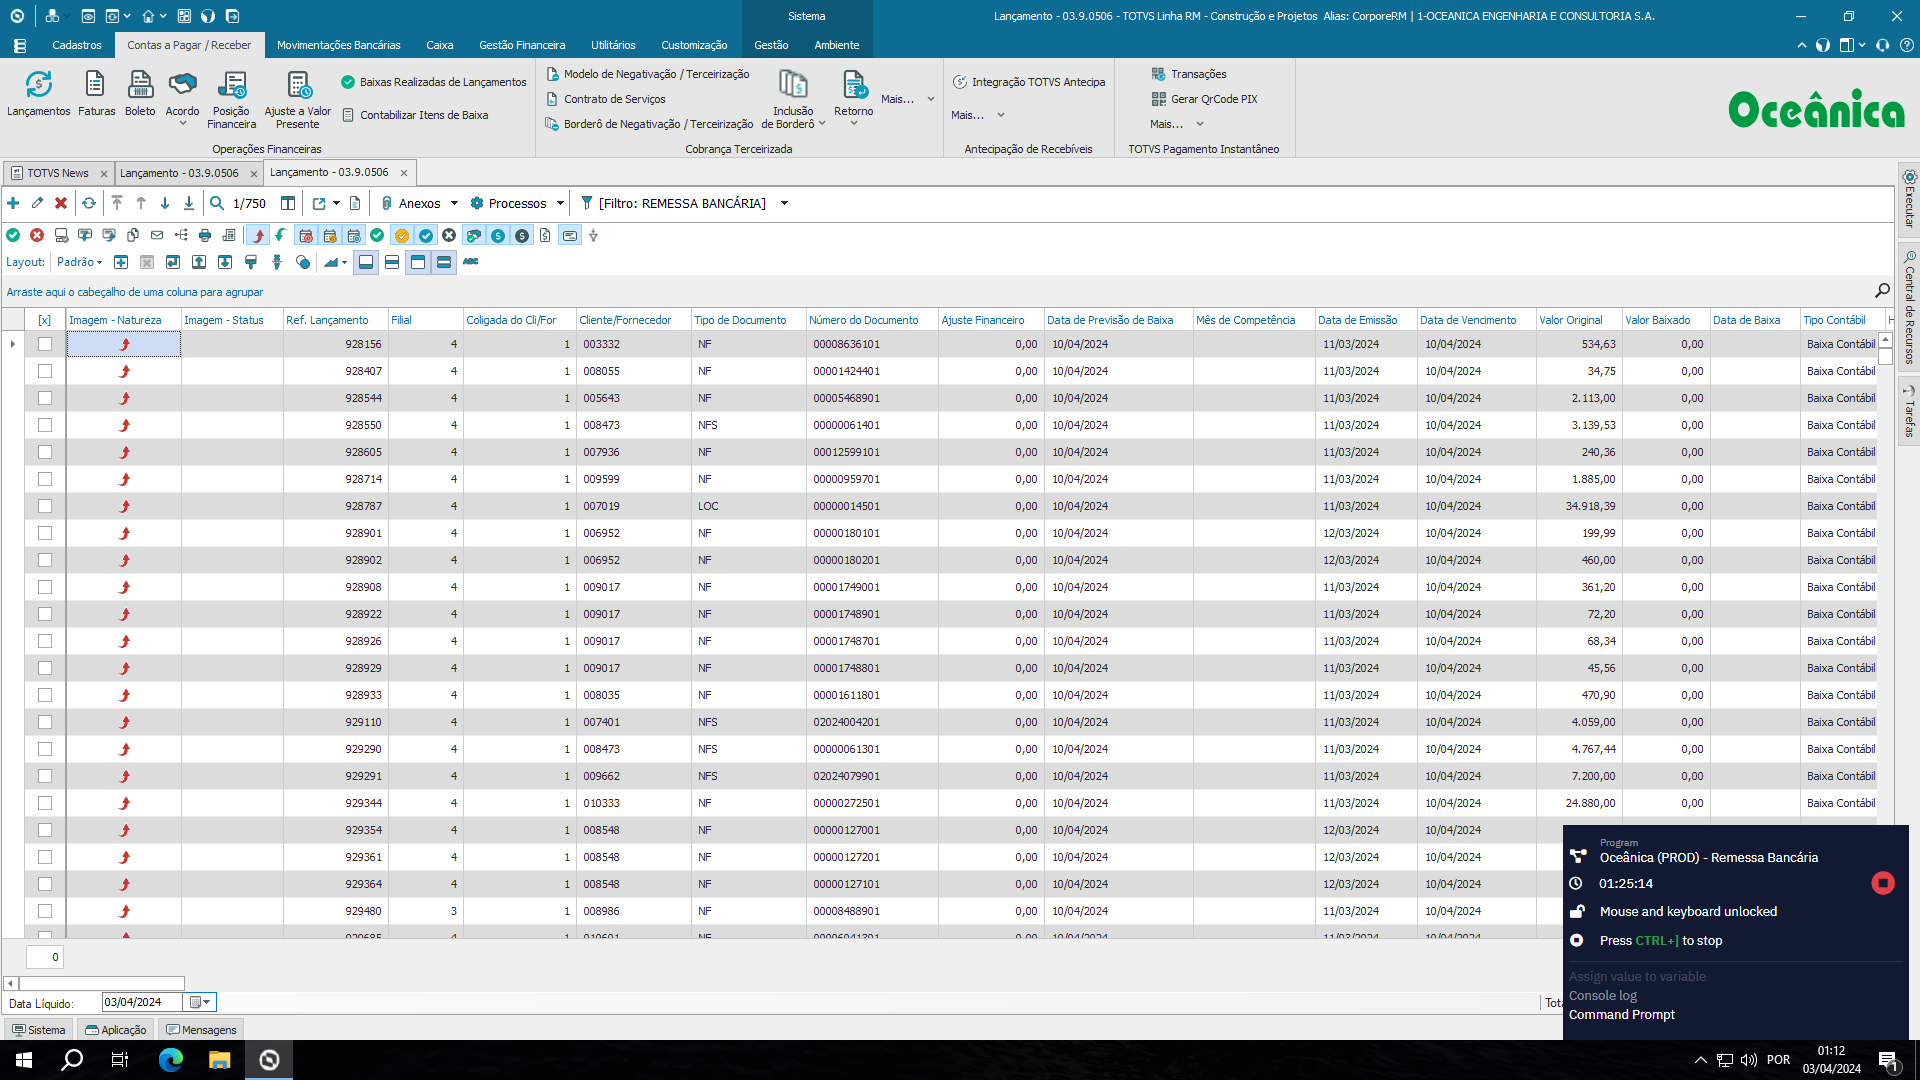 Sistema
Lançamento - 03.9.0506 - TOTVS Linha RM - Construção e Projetos Alias: CorporeRM | 1-OCEANICA ENGENHARIA E CONSULTORIA S.A.
Cadastros Contas a Pagar / Receber Movimentações Bancárias Caixa Gestão Financeira Utilitários Customização Gestão Ambiente
Lançamentos Faturas Boleto Acordo Posição Financeira Ajuste a Valor Presente
Baixas Realizadas de Lançamentos
Contabilizar Itens de Baixa
Operações Financeiras
Modelo de Negativação / Terceirização
Contrato de Serviços
Borderô de Negativação / Terceirização
Inclusão de Borderô Retorno Mais...
Cobrança Terceirizada
Integração TOTVS Antecipa
Mais...
Antecipação de Recebíveis
Transações
Gerar QrCode PIX
Mais...
TOTVS Pagamento Instantâneo
Oceânica
TOTVS News Lançamento - 03.9.0506 Lançamento - 03.9.0506
1/750 Anexos Processos [Filtro: REMESSA BANCÁRIA]
Layout: Padrão ABC
Arraste aqui o cabeçalho de uma coluna para agrupar
Executar
Central de Recursos
Tarefas
[x] Imagem - Natureza Imagem - Status Ref. Lançamento Filial Coligada do Cli/For Cliente/Fornecedor Tipo de Documento Número do Documento Ajuste Financeiro Data de Previsão de Baixa Mês de Competência Data de Emissão Data de Vencimento Valor Original Valor Baixado Data de Baixa Tipo Contábil H
928156 4 1 003332 NF 00008636101 0,00 10/04/2024 11/03/2024 10/04/2024 534,63 0,00 Baixa Contábil
928407 4 1 008055 NF 00001424401 0,00 10/04/2024 11/03/2024 10/04/2024 34,75 0,00 Baixa Contábil
928544 4 1 005643 NF 00005468901 0,00 10/04/2024 11/03/2024 10/04/2024 2.113,00 0,00 Baixa Contábil
928550 4 1 008473 NFS 00000061401 0,00 10/04/2024 11/03/2024 10/04/2024 3.139,53 0,00 Baixa Contábil
928605 4 1 007936 NF 00012599101 0,00 10/04/2024 11/03/2024 10/04/2024 240,36 0,00 Baixa Contábil
928714 4 1 009599 NF 00000959701 0,00 10/04/2024 11/03/2024 10/04/2024 1.885,00 0,00 Baixa Contábil
928787 4 1 007019 LOC 00000014501 0,00 10/04/2024 11/03/2024 10/04/2024 34.918,39 0,00 Baixa Contábil
928901 4 1 006952 NF 00000180101 0,00 10/04/2024 12/03/2024 10/04/2024 199,99 0,00 Baixa Contábil
928902 4 1 006952 NF 00000180201 0,00 10/04/2024 12/03/2024 10/04/2024 460,00 0,00 Baixa Contábil
928908 4 1 009017 NF 00001749001 0,00 10/04/2024 11/03/2024 10/04/2024 361,20 0,00 Baixa Contábil
928922 4 1 009017 NF 00001748901 0,00 10/04/2024 11/03/2024 10/04/2024 72,20 0,00 Baixa Contábil
928926 4 1 009017 NF 00001748701 0,00 10/04/2024 11/03/2024 10/04/2024 68,34 0,00 Baixa Contábil
928929 4 1 009017 NF 00001748801 0,00 10/04/2024 11/03/2024 10/04/2024 45,56 0,00 Baixa Contábil
928933 4 1 008035 NF 00001611801 0,00 10/04/2024 11/03/2024 10/04/2024 470,90 0,00 Baixa Contábil
929110 4 1 007401 NFS 02024004201 0,00 10/04/2024 11/03/2024 10/04/2024 4.059,00 0,00 Baixa Contábil
929290 4 1 008473 NFS 00000061301 0,00 10/04/2024 11/03/2024 10/04/2024 4.767,44 0,00 Baixa Contábil
929291 4 1 009662 NFS 02024079901 0,00 10/04/2024 11/03/2024 10/04/2024 7.200,00 0,00 Baixa Contábil
929344 4 1 010333 NF 00000272501 0,00 10/04/2024 11/03/2024 10/04/2024 24.880,00 0,00 Baixa Contábil
929354 4 1 008548 NF 00000127001 0,00 10/04/2024 12/03/2024 10/04/2024
929361 4 1 008548 NF 00000127201 0,00 10/04/2024 12/03/2024 10/04/2024
929364 4 1 008548 NF 00000127101 0,00 10/04/2024 12/03/2024 10/04/2024
929480 3 1 008986 NF 00008488901 0,00 10/04/2024 11/03/2024 10/04/2024
0
Data Líquido: 03/04/2024
Tota
Program
Oceânica (PROD) - Remessa Bancária
01:25:14
Mouse and keyboard unlocked
Press CTRL+] to stop
Assign value to variable
Console log
Command Prompt
Sistema Aplicação Mensagens
POR
01:12
03/04/2024
1